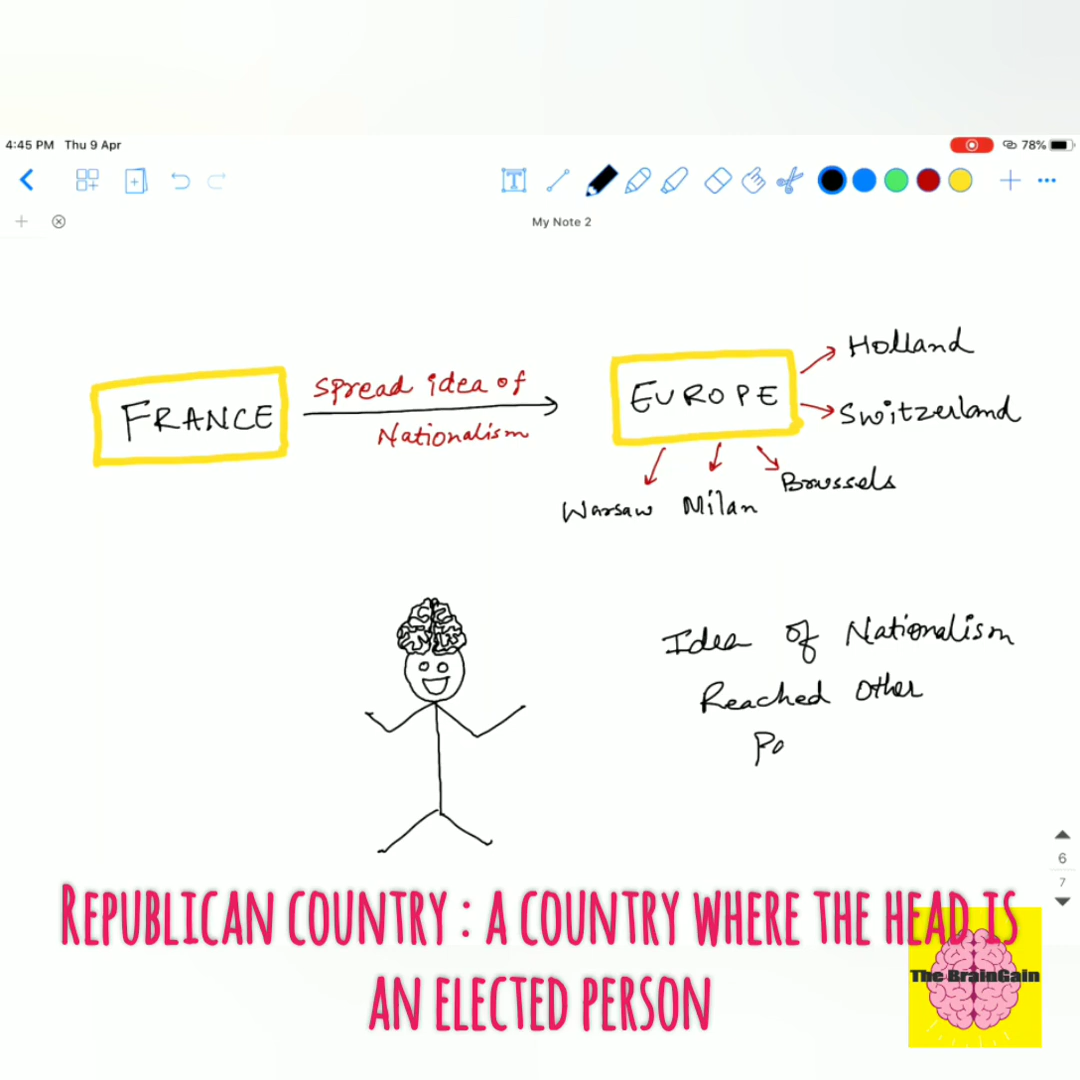 4:45 PM Thu 9 Apr
78%
My Note 2
FRANCE
Spread idea of
Nationalism
EUROPE
Holland
Switzerland
Brussels
Warsaw Milan
Idea of Nationalism
Reached Other
Pa
6
7
REPUBLICAN COUNTRY : A COUNTRY WHERE THE HEAD IS
AN ELECTED PERSON
The BrainGain